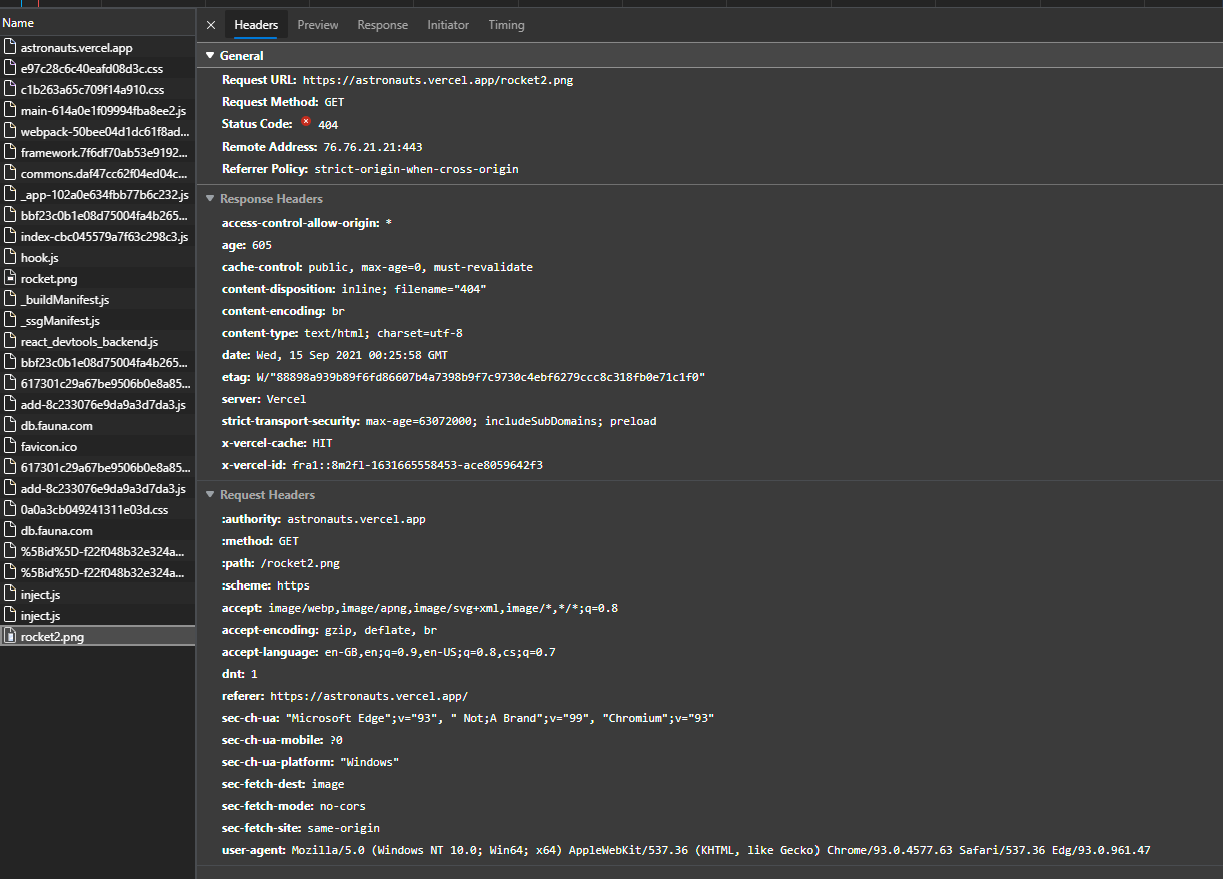 Name
astronauts.vercel.app
e97c28c6c40eafd08d3c.css
c1b263a65c709f14a910.css
main-614a0e1f09994fba8ee2.js
webpack-50bee04d1dc61f8ad...
framework.7f6df70ab53e9192...
commons.daf47cc62f04ed04c...
_app-102a0e634fbb77b6c232.js
bbf23c0b1e08d75004fa4b265...
index-cbc045579a7f63c298c3.js
hook.js
rocket.png
_buildManifest.js
_ssgManifest.js
react_devtools_backend.js
bbf23c0b1e08d75004fa4b265...
617301c29a67be9506b0e8a85...
add-8c233076e9da9a3d7da3.js
db.fauna.com
favicon.ico
617301c29a67be9506b0e8a85...
add-8c233076e9da9a3d7da3.js
0a0a3cb049241311e03d.css
db.fauna.com
%5Bid%5D-f22f048b32e324a...
%5Bid%5D-f22f048b32e324a...
inject.js
inject.js
rocket2.png
Headers Preview Response Initiator Timing
General
Request URL: https://astronauts.vercel.app/rocket2.png
Request Method: GET
Status Code: 404
Remote Address: 76.76.21.21:443
Referrer Policy: strict-origin-when-cross-origin
Response Headers
access-control-allow-origin: *
age: 605
cache-control: public, max-age=0, must-revalidate
content-disposition: inline; filename="404"
content-encoding: br
content-type: text/html; charset=utf-8
date: Wed, 15 Sep 2021 00:25:58 GMT
etag: W/"88898a939b89f6fd86607b4a7398b9f7c9730c4ebf6279ccc8c318fb0e71c1f0"
server: Vercel
strict-transport-security: max-age=63072000; includeSubDomains; preload
x-vercel-cache: HIT
x-vercel-id: fra1::8m2fl-1631665558453-ace8059642f3
Request Headers
:authority: astronauts.vercel.app
:method: GET
:path: /rocket2.png
:scheme: https
accept: image/webp,image/apng,image/svg+xml,image/*,*/*;q=0.8
accept-encoding: gzip, deflate, br
accept-language: en-GB,en;q=0.9,en-US;q=0.8,cs;q=0.7
dnt: 1
referer: https://astronauts.vercel.app/
sec-ch-ua: "Microsoft Edge";v="93", " Not;A Brand";v="99", "Chromium";v="93"
sec-ch-ua-mobile: ?0
sec-ch-ua-platform: "Windows"
sec-fetch-dest: image
sec-fetch-mode: no-cors
sec-fetch-site: same-origin
user-agent: Mozilla/5.0 (Windows NT 10.0; Win64; x64) AppleWebKit/537.36 (KHTML, like Gecko) Chrome/93.0.4577.63 Safari/537.36 Edg/93.0.961.47